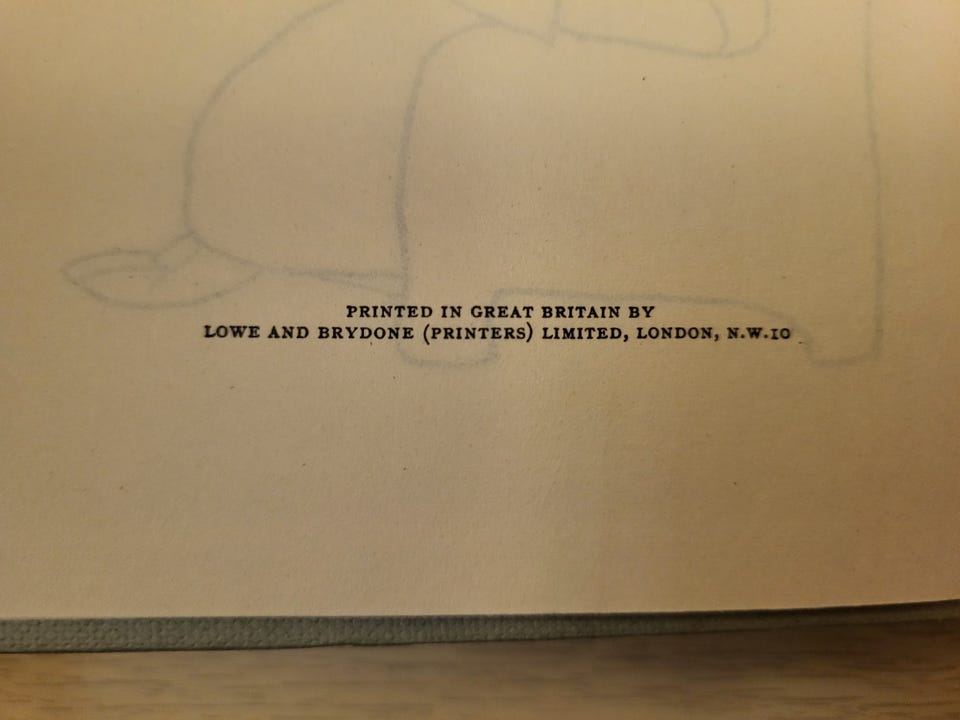 PRINTED IN GREAT BRITAIN BY
LOWE AND BRYDONE (PRINTERS) LIMITED, LONDON, N.W.10